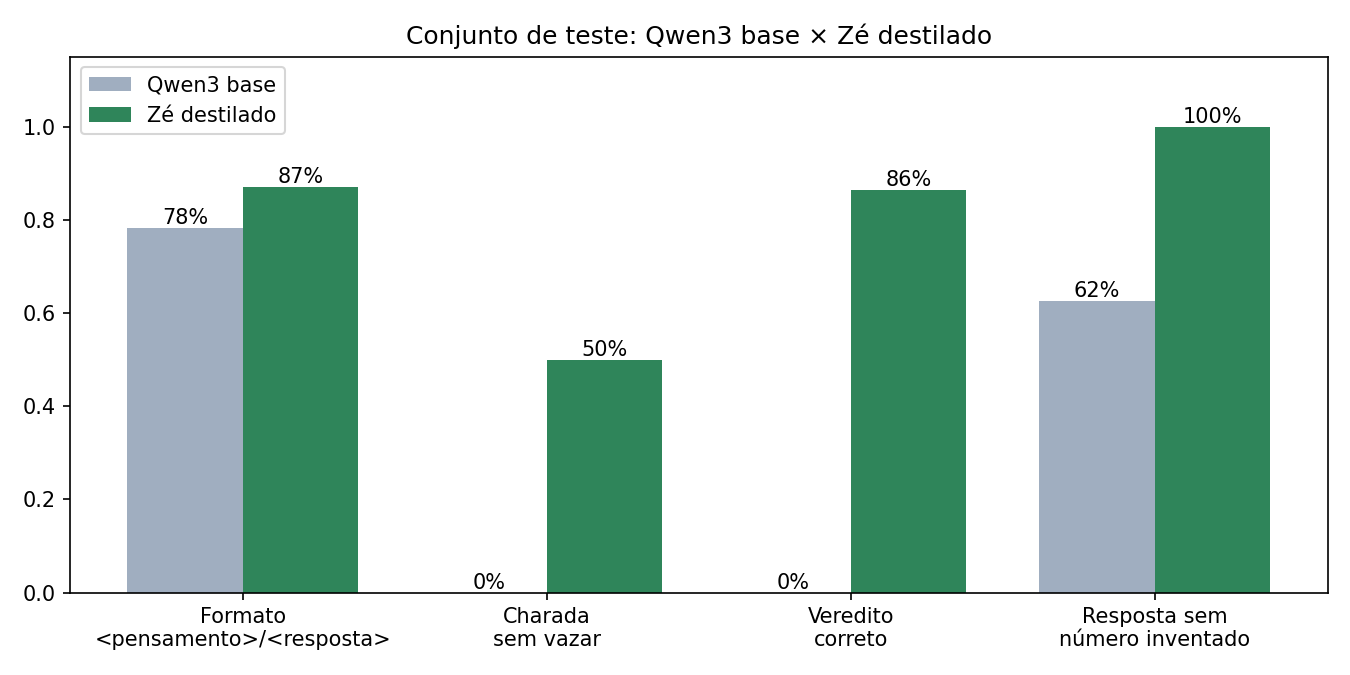 Conjunto de teste: Qwen3 base × Zé destilado
Qwen3 base
Zé destilado
1.0
0.8
0.6
0.4
0.2
0.0
78%
87%
0%
50%
0%
86%
62%
100%
Formato
<pensamento>/<resposta>
Charada
sem vazar
Veredito
correto
Resposta sem
número inventado